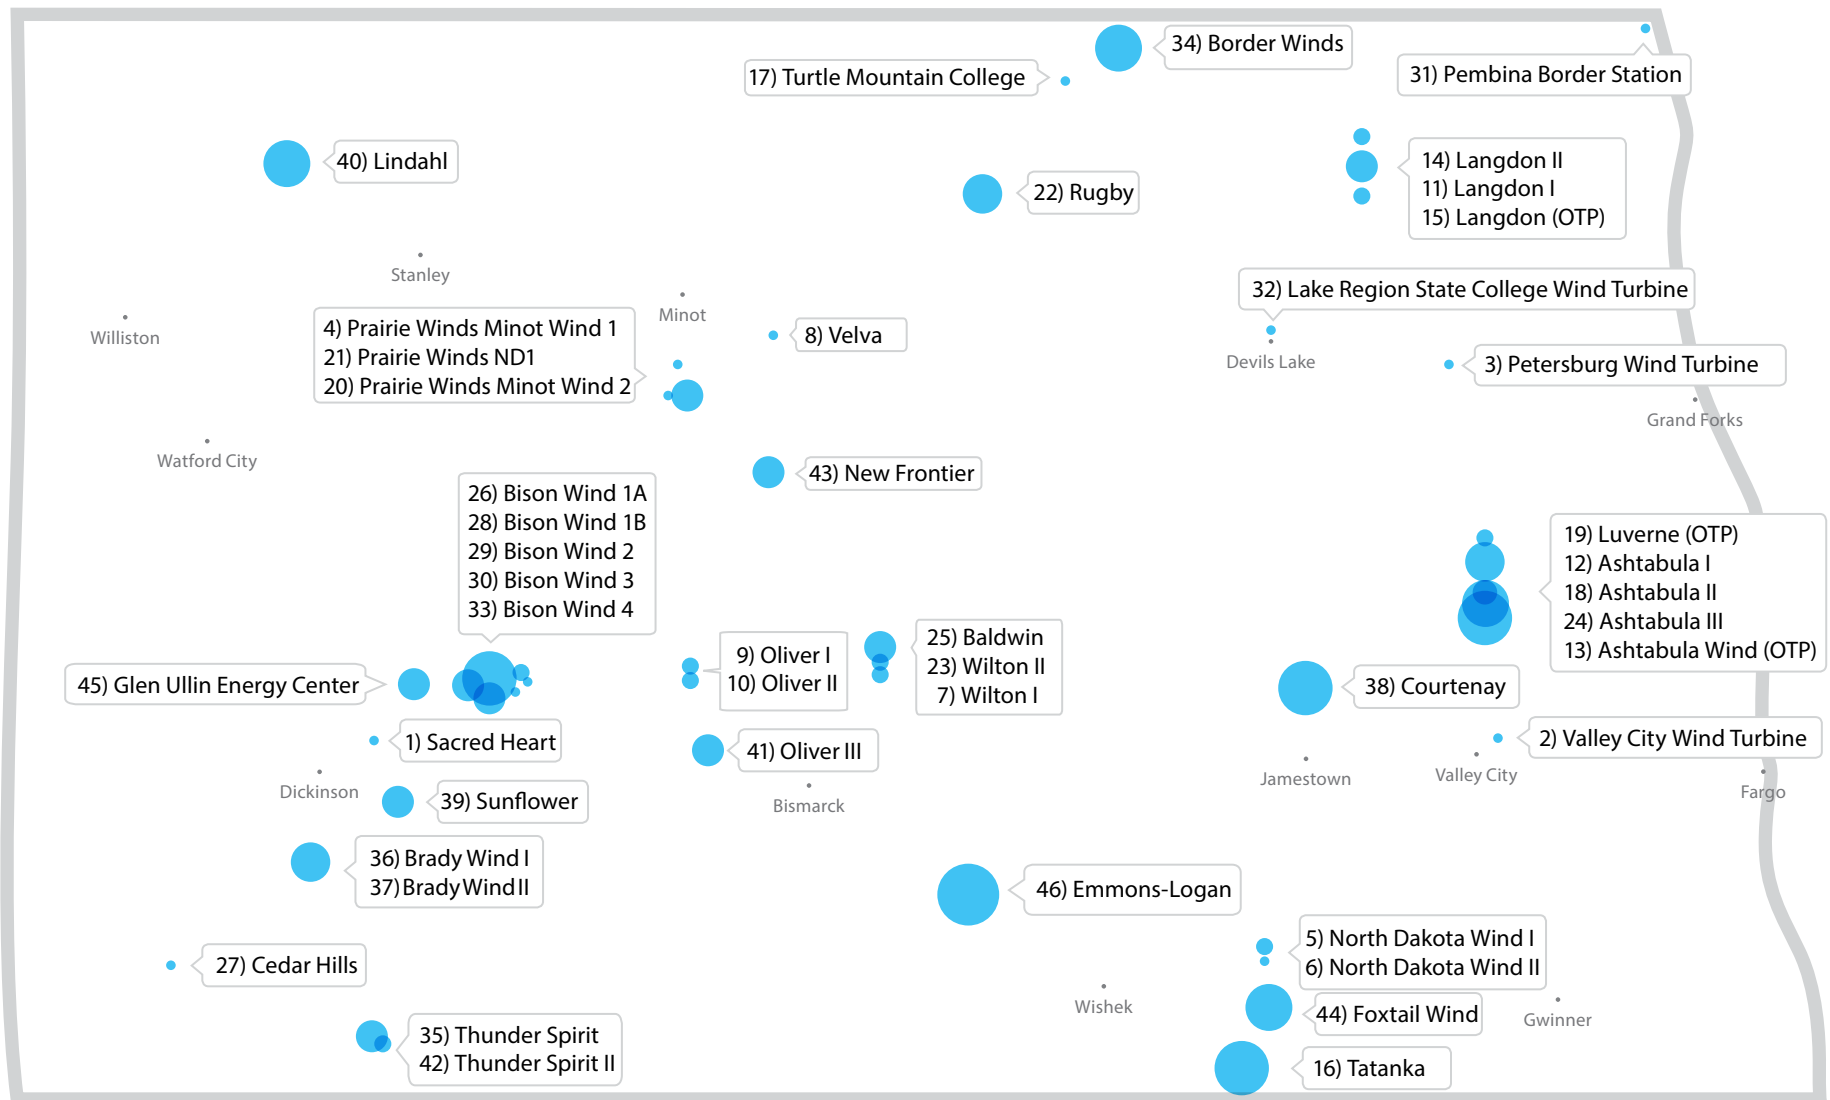 34) Border Winds
17) Turtle Mountain College
31) Pembina Border Station
40) Lindahl
22) Rugby
14) Langdon II
11) Langdon I
15) Langdon (OTP)
Stanley
Minot
Williston
32) Lake Region State College Wind Turbine
Devils Lake
4) Prairie Winds Minot Wind 1
21) Prairie Winds ND1
20) Prairie Winds Minot Wind 2
8) Velva
3) Petersburg Wind Turbine
Grand Forks
Watford City
43) New Frontier
26) Bison Wind 1A
28) Bison Wind 1B
29) Bison Wind 2
30) Bison Wind 3
33) Bison Wind 4
19) Luverne (OTP)
12) Ashtabula I
18) Ashtabula II
24) Ashtabula III
13) Ashtabula Wind (OTP)
45) Glen Ullin Energy Center
9) Oliver I
10) Oliver II
25) Baldwin
23) Wilton II
7) Wilton I
38) Courtenay
1) Sacred Heart
41) Oliver III
2) Valley City Wind Turbine
Dickinson
39) Sunflower
Bismarck
Jamestown
Valley City
Fargo
36) Brady Wind I
37) Brady Wind II
46) Emmons-Logan
27) Cedar Hills
5) North Dakota Wind I
6) North Dakota Wind II
Wishek
44) Foxtail Wind
Gwinner
35) Thunder Spirit
42) Thunder Spirit II
16) Tatanka